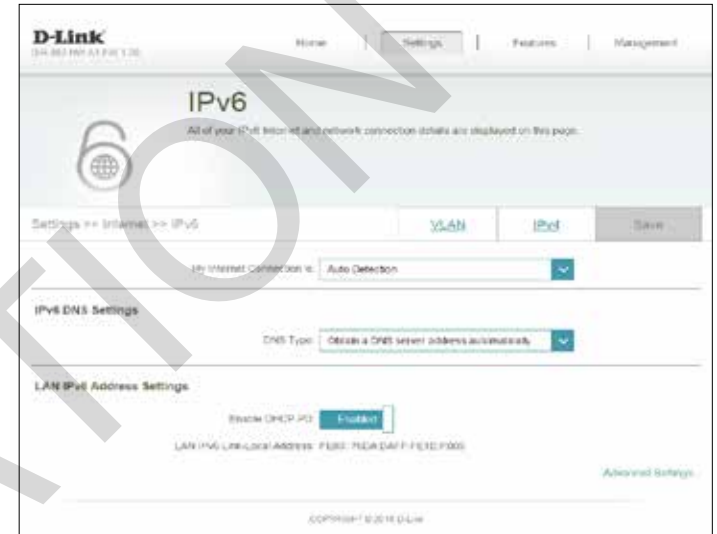 D-Link
Home | Settings | Features | Management
IPv6
All of your IPv6 Internet and network connection details are displayed on this page.
Settings >> Internet >> IPv6
VLAN
IPv4
Save
My Internet Connection is: Auto Detection
IPv6 DNS Settings
DNS Type: Obtain a DNS server address automatically
LAN IPv6 Address Settings
Enable DHCP-PD: Enabled
LAN IPv6 Link-Local Address:
Advanced Settings...
COPYRIGHT © 2016 D-Link
TION